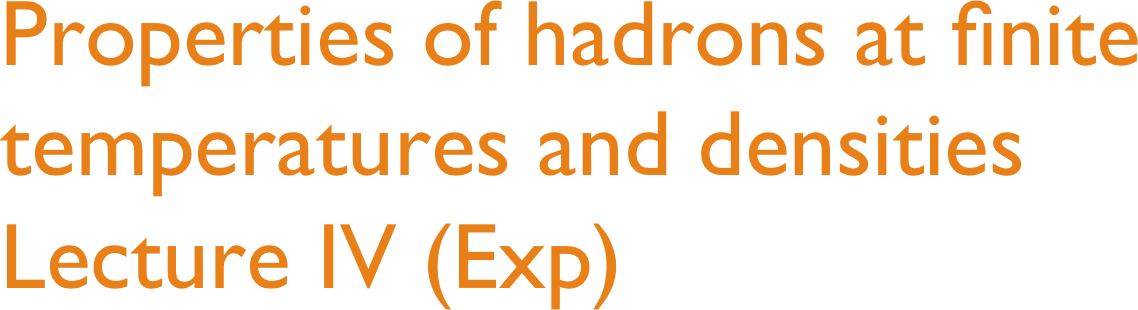 Properties of hadrons at finite
temperatures and densities
Lecture IV (Exp)